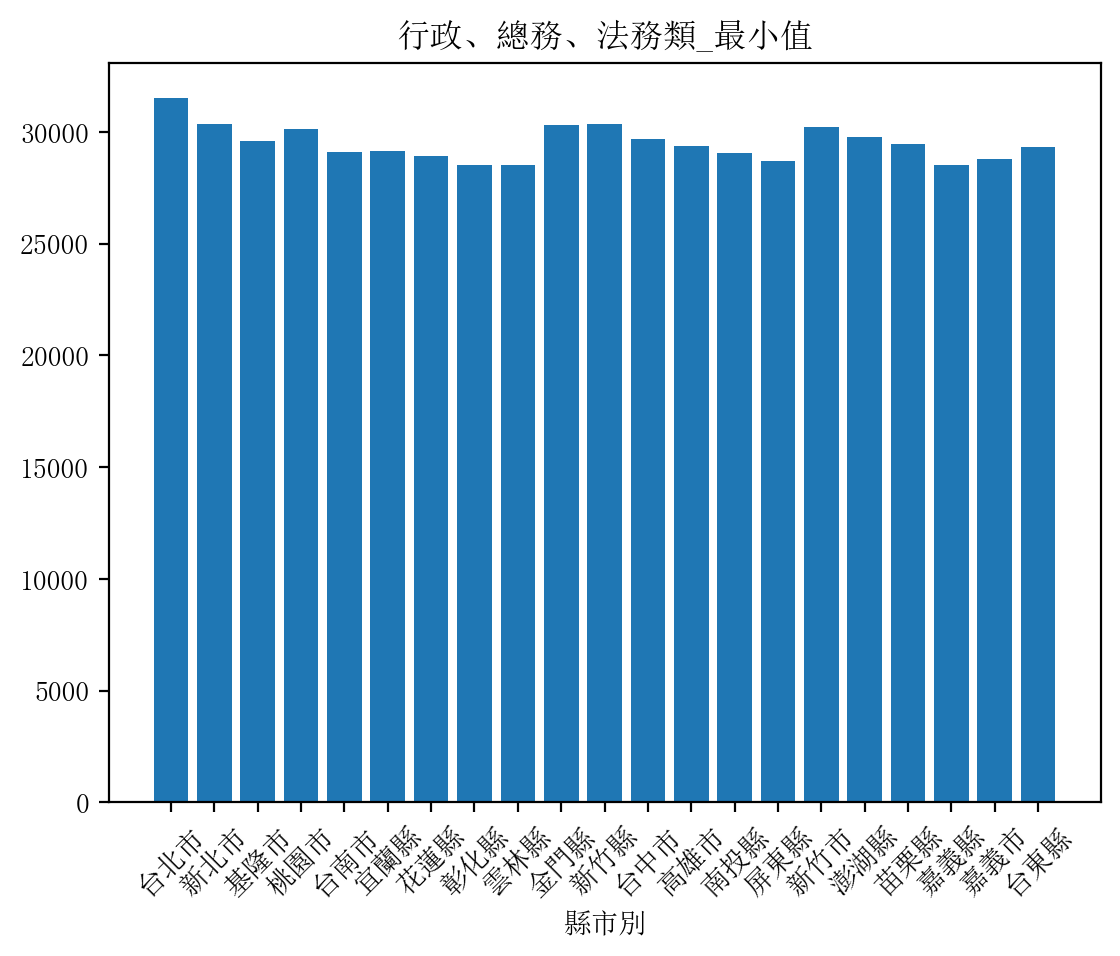 行政、總務、法務類_最小值
30000
25000
20000
15000
10000
5000
0
台北市
新北市
基隆市
桃園市
台南市
宜蘭縣
花蓮縣
彰化縣
雲林縣
金門縣
新竹縣
台中市
高雄市
南投縣
屏東縣
新竹市
澎湖縣
苗栗縣
嘉義縣
嘉義市
台東縣
縣市別